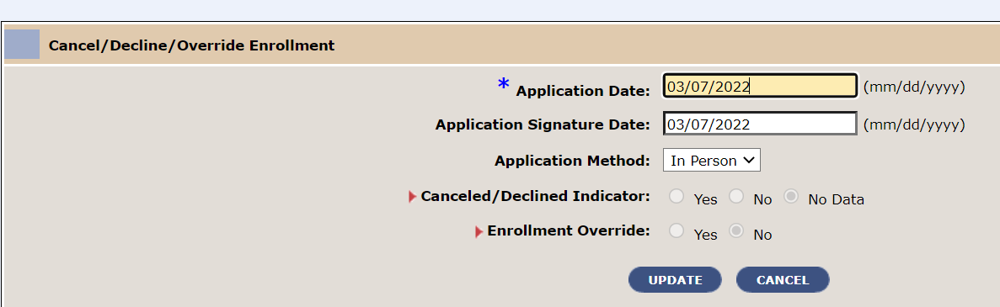 Cancel/Decline/Override Enrollment
* Application Date: 03/07/2022 (mm/dd/yyyy)
Application Signature Date: 03/07/2022 (mm/dd/yyyy)
Application Method: In Person
Canceled/Declined Indicator: Yes No No Data
Enrollment Override: Yes No
UPDATE CANCEL